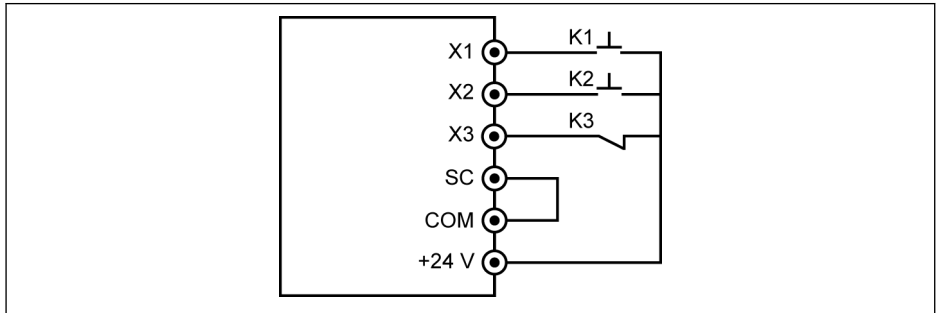 X1 K1
X2 K2
X3 K3
SC
COM
+24 V